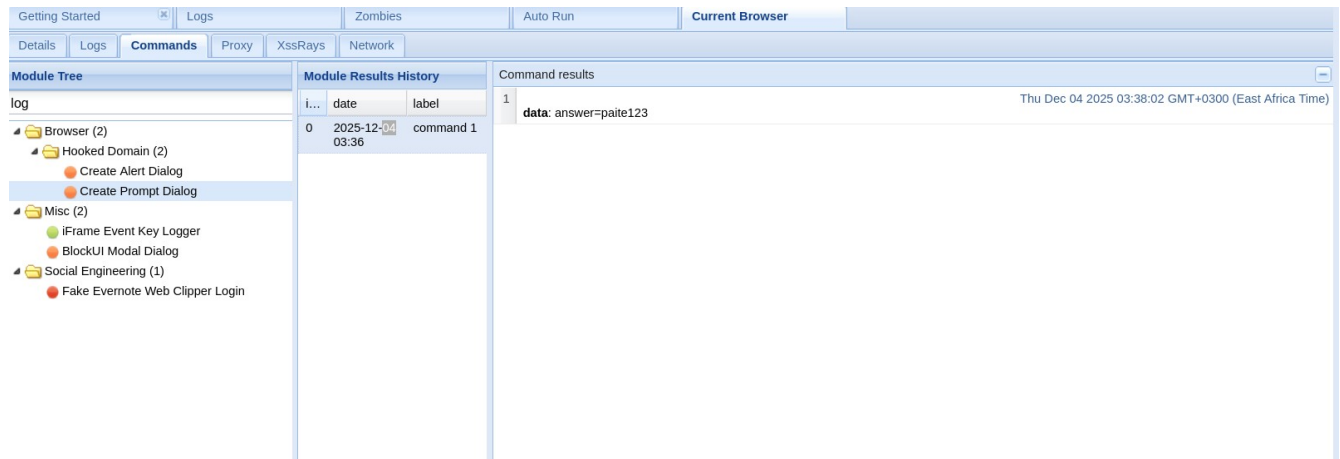 Getting Started Logs Zombies Auto Run Current Browser
Details Logs Commands Proxy XssRays Network
Module Tree
log
Browser (2)
Hooked Domain (2)
Create Alert Dialog
Create Prompt Dialog
Misc (2)
iFrame Event Key Logger
BlockUI Modal Dialog
Social Engineering (1)
Fake Evernote Web Clipper Login
Module Results History
i... date label
0 2025-12-04 command 1
03:36
Command results
1 Thu Dec 04 2025 03:38:02 GMT+0300 (East Africa Time)
data: answer=paite123